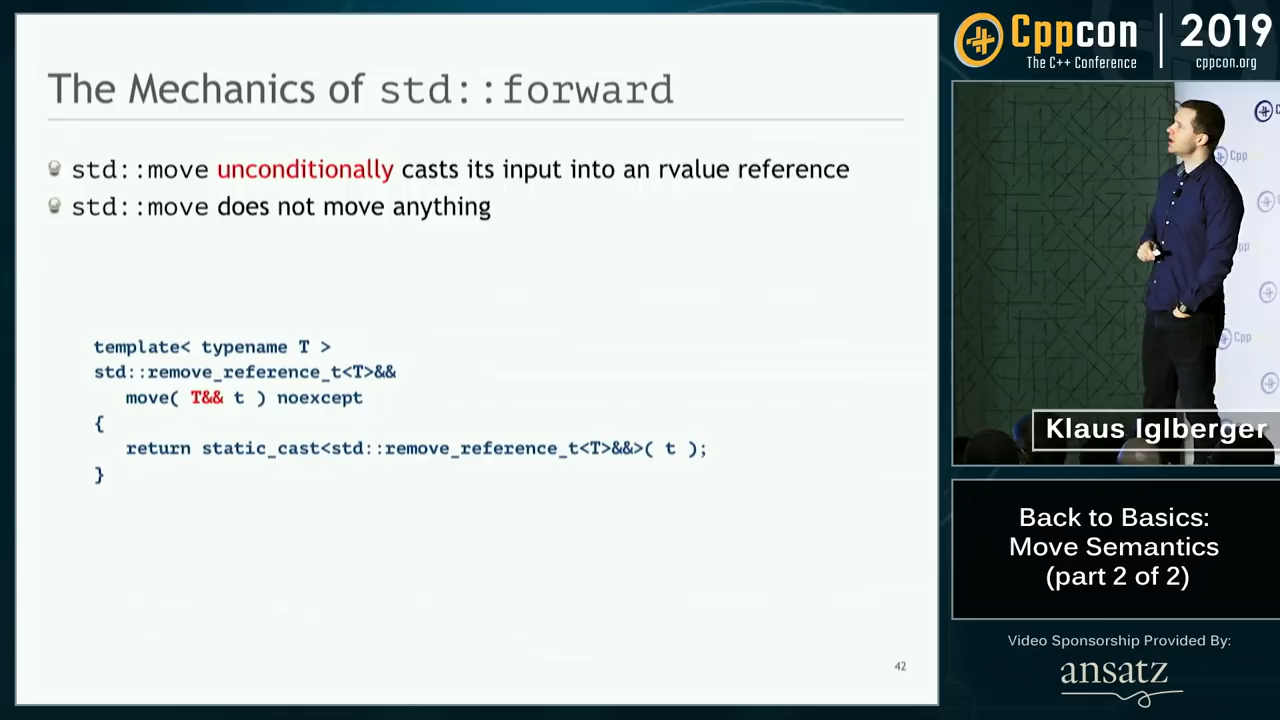 The Mechanics of std::forward
std::move unconditionally casts its input into an rvalue reference
std::move does not move anything
template< typename T >
std::remove_reference_t<T>&&
move( T&& t ) noexcept
{
return static_cast<std::remove_reference_t<T>&&>( t );
}
42
Cppcon | 2019
The C++ Conference
cppcon.org
Cpp
Cpp
Klaus Iglberger
Back to Basics:
Move Semantics
(part 2 of 2)
Video Sponsorship Provided By:
ansatz